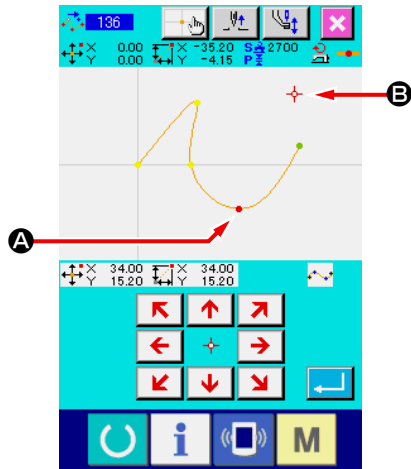 136
X 0.00 X -35.20 S 2700
Y 0.00 Y -4.15 P
B
A
X 34.00 X 34.00
Y 15.20 Y 15.20
i M